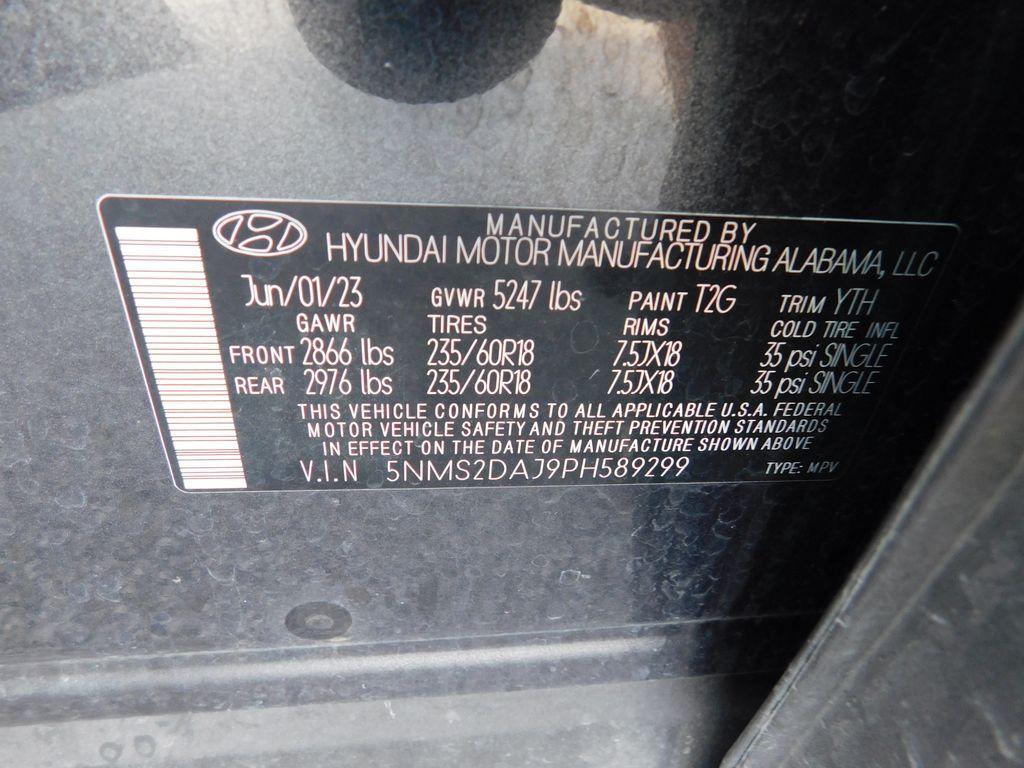 MANUFACTURED BY
HYUNDAI MOTOR MANUFACTURING ALABAMA, LLC
Jun/01/23 GVWR 5247 lbs PAINT T2G TRIM YTH
GAWR TIRES RIMS COLD TIRE INFL
FRONT 2866 lbs 235/60R18 7.5JX18 35 psi SINGLE
REAR 2976 lbs 235/60R18 7.5JX18 35 psi SINGLE
THIS VEHICLE CONFORMS TO ALL APPLICABLE U.S.A. FEDERAL
MOTOR VEHICLE SAFETY AND THEFT PREVENTION STANDARDS
IN EFFECT ON THE DATE OF MANUFACTURE SHOWN ABOVE
V.I.N 5NMS2DAJ9PH589299 TYPE: MPV